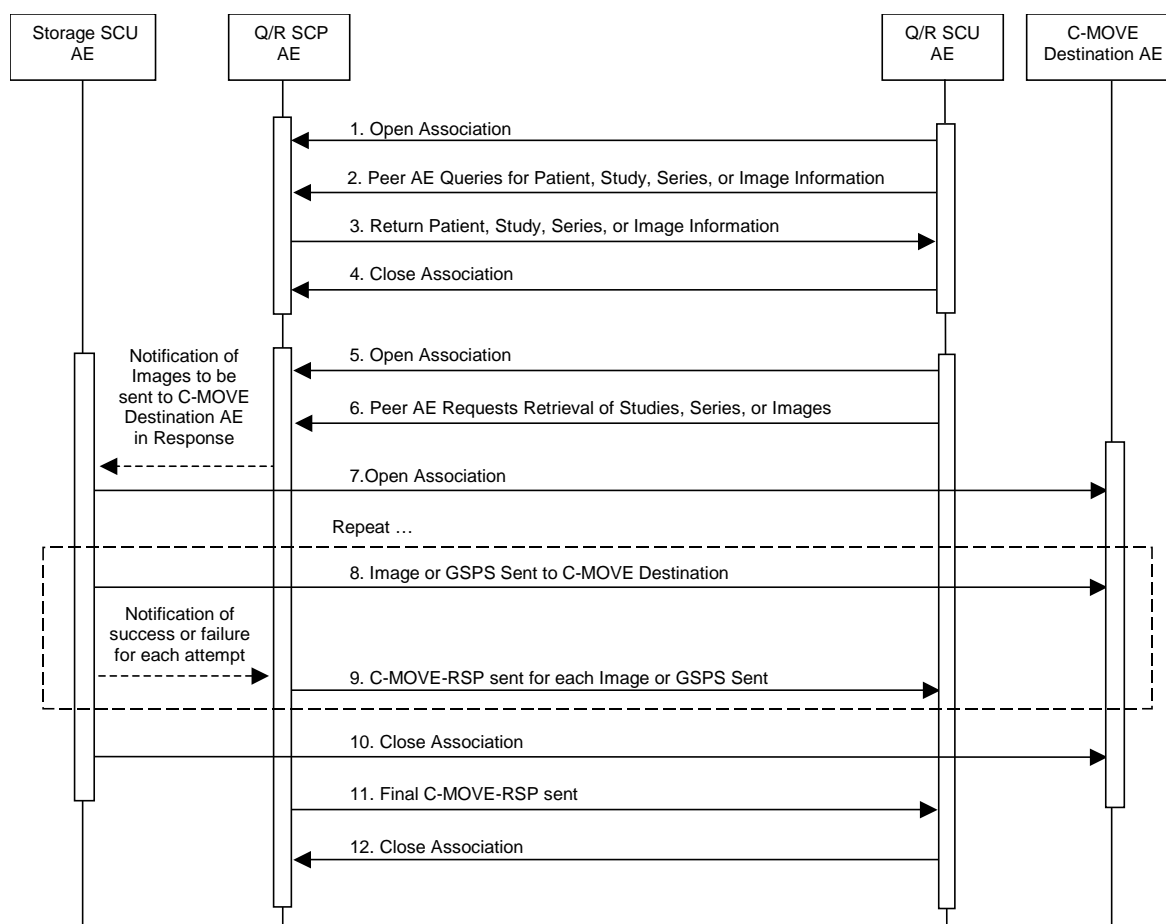 Storage SCU
AE
Q/R SCP
AE
Q/R SCU
AE
C-MOVE
Destination AE
1. Open Association
2. Peer AE Queries for Patient, Study, Series, or Image Information
3. Return Patient, Study, Series, or Image Information
4. Close Association
Notification of
Images to be
sent to C-MOVE
Destination AE
in Response
5. Open Association
6. Peer AE Requests Retrieval of Studies, Series, or Images
7.Open Association
Repeat …
8. Image or GSPS Sent to C-MOVE Destination
Notification of
success or failure
for each attempt
9. C-MOVE-RSP sent for each Image or GSPS Sent
10. Close Association
11. Final C-MOVE-RSP sent
12. Close Association